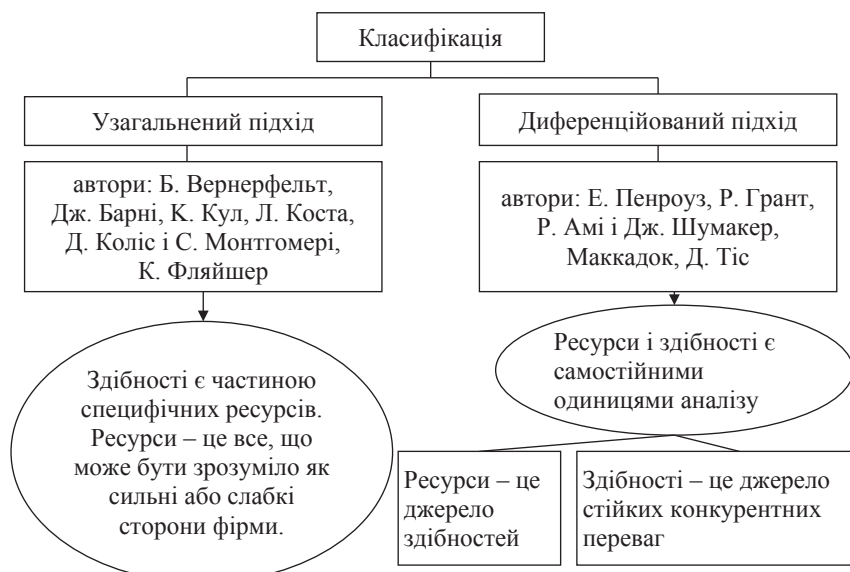 Класифікація
Узагальнений підхід
Диференційований підхід
автори: Б. Вернерфельт,
Дж. Барні, К. Кул, Л. Коста,
Д. Коліс і С. Монтгомері,
К. Фляйшер
автори: Е. Пенроуз, Р. Грант,
Р. Амі і Дж. Шумакер,
Маккадок, Д. Тіс
Здібності є частиною
специфічних ресурсів.
Ресурси – це все, що
може бути зрозуміло як
сильні або слабкі
сторони фірми.
Ресурси і здібності є
самостійними
одиницями аналізу
Ресурси – це
джерело
здібностей
Здібності – це джерело
стійких конкурентних
переваг